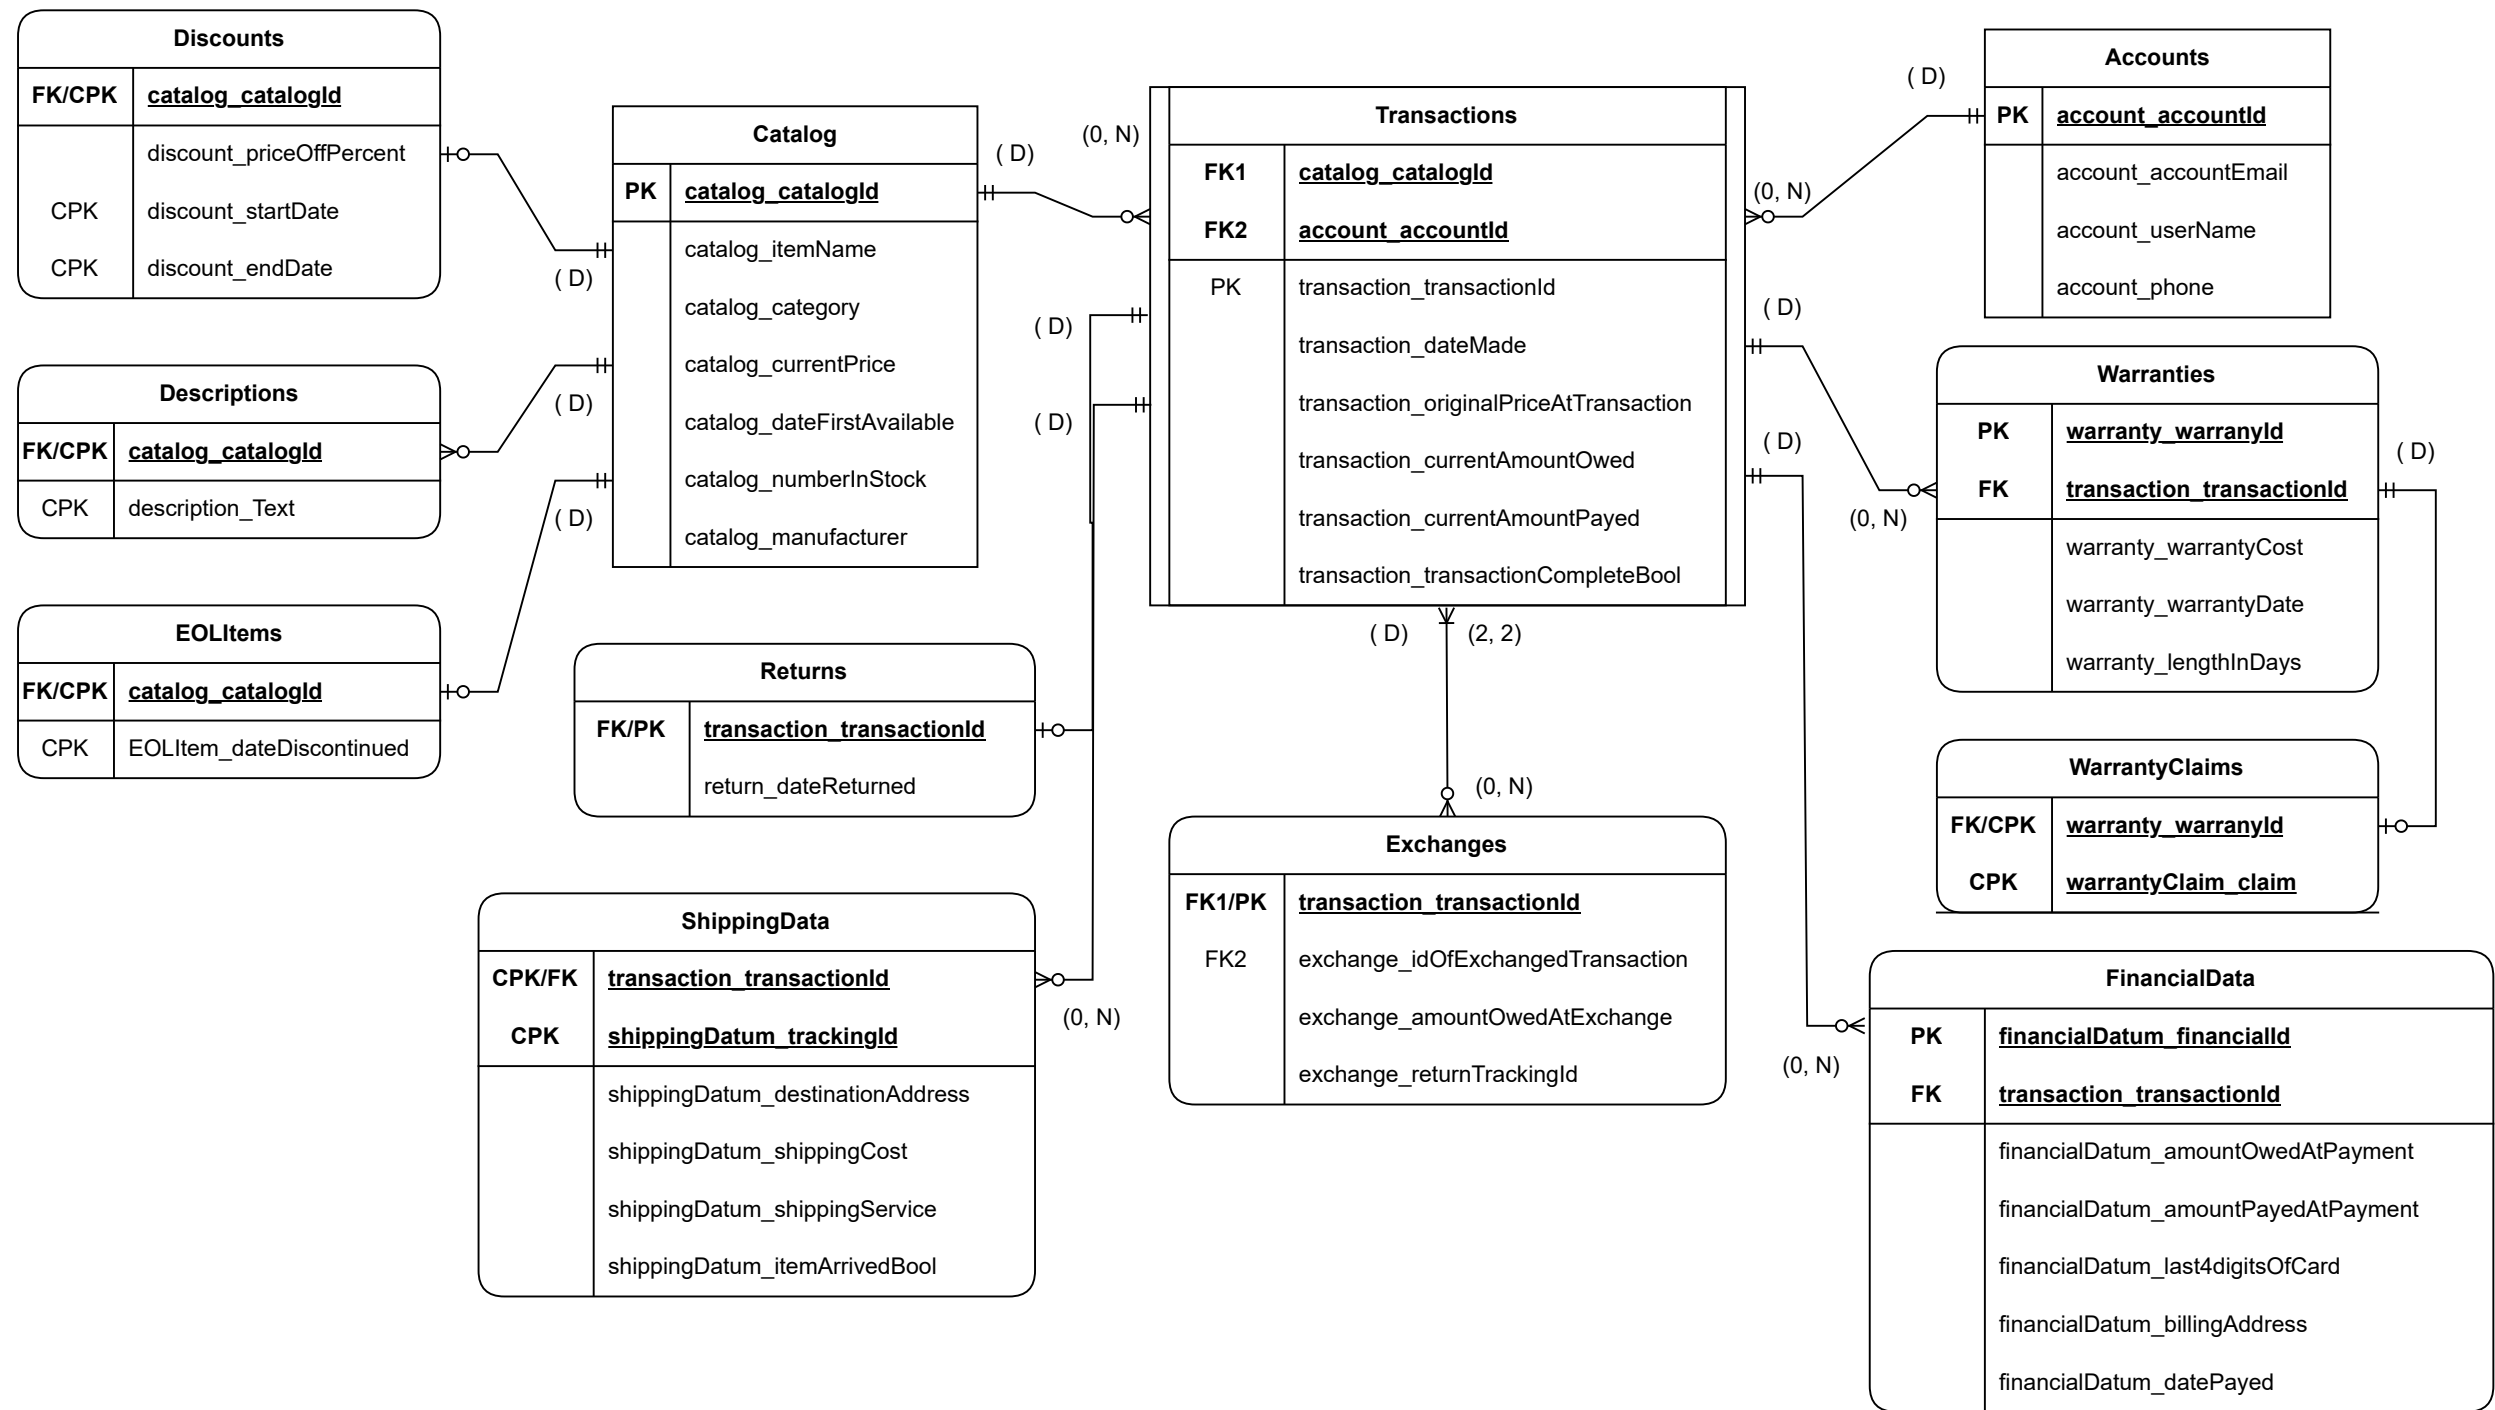 Discounts
FK/CPK catalog_catalogId
discount_priceOffPercent
CPK discount_startDate
CPK discount_endDate
Descriptions
FK/CPK catalog_catalogId
CPK description_Text
EOLItems
FK/CPK catalog_catalogId
CPK EOLItem_dateDiscontinued
( D)
( D)
( D)
Catalog
PK catalog_catalogId
catalog_itemName
catalog_category
catalog_currentPrice
catalog_dateFirstAvailable
catalog_numberInStock
catalog_manufacturer
( D)
(0, N)
( D)
( D)
Returns
FK/PK transaction_transactionId
return_dateReturned
ShippingData
CPK/FK transaction_transactionId
CPK shippingDatum_trackingId
shippingDatum_destinationAddress
shippingDatum_shippingCost
shippingDatum_shippingService
shippingDatum_itemArrivedBool
(0, N)
Transactions
FK1 catalog_catalogId
FK2 account_accountId
PK transaction_transactionId
transaction_dateMade
transaction_originalPriceAtTransaction
transaction_currentAmountOwed
transaction_currentAmountPayed
transaction_transactionCompleteBool
( D) (2, 2)
(0, N)
Exchanges
FK1/PK transaction_transactionId
FK2 exchange_idOfExchangedTransaction
exchange_amountOwedAtExchange
exchange_returnTrackingId
( D)
(0, N)
( D)
( D)
(0, N)
Accounts
PK account_accountId
account_accountEmail
account_userName
account_phone
Warranties
PK warranty_warranyId
FK transaction_transactionId
warranty_warrantyCost
warranty_warrantyDate
warranty_lengthInDays
( D)
WarrantyClaims
FK/CPK warranty_warranyId
CPK warrantyClaim_claim
(0, N)
FinancialData
PK financialDatum_financialId
FK transaction_transactionId
financialDatum_amountOwedAtPayment
financialDatum_amountPayedAtPayment
financialDatum_last4digitsOfCard
financialDatum_billingAddress
financialDatum_datePayed